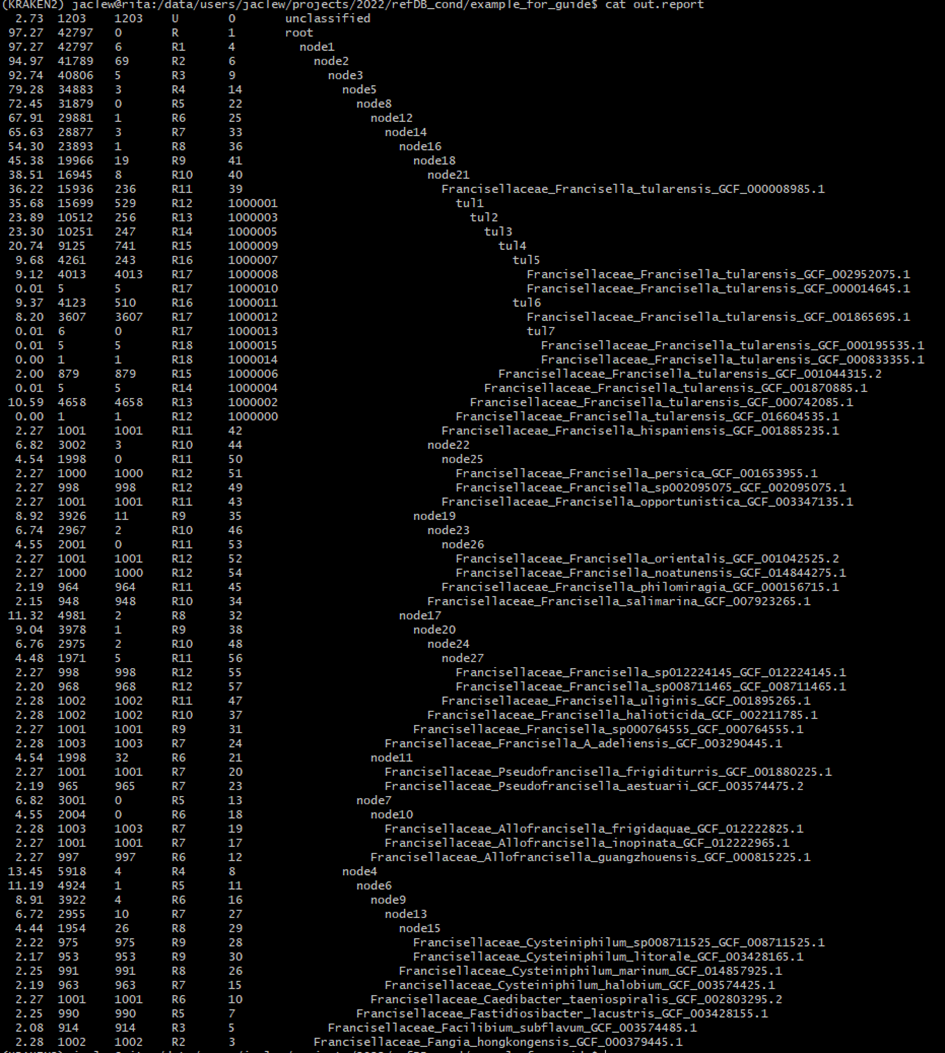 (KRAKEN2) jaclew@rita:/data/users/jaclew/projects/2022/refDB_cond/example_for_guide$ cat out.report
2.73 1203 1203 U 0 unclassified
97.27 42797 0 R 1 root
97.27 42797 6 R1 4 node1
94.97 41789 69 R2 6 node2
92.74 40806 5 R3 9 node3
79.28 34883 3 R4 14 node5
72.45 31879 0 R5 22 node8
67.91 29881 1 R6 25 node12
65.63 28877 3 R7 33 node14
54.30 23893 1 R8 36 node16
45.38 19966 19 R9 41 node18
38.51 16945 8 R10 40 node21
36.22 15936 236 R11 39 Francisellaceae_Francisella_tularensis_GCF_000008985.1
35.68 15699 529 R12 1000001 tul1
23.89 10512 256 R13 1000003 tul2
23.30 10251 247 R14 1000005 tul3
20.74 9125 741 R15 1000009 tul4
9.68 4261 243 R16 1000007 tul5
9.12 4013 4013 R17 1000008 Francisellaceae_Francisella_tularensis_GCF_002952075.1
0.01 5 5 R17 1000010 Francisellaceae_Francisella_tularensis_GCF_000014645.1
9.37 4123 510 R16 1000011 tul6
8.20 3607 3607 R17 1000012 Francisellaceae_Francisella_tularensis_GCF_001865695.1
0.01 6 0 R17 1000013 tul7
0.01 5 5 R18 1000015 Francisellaceae_Francisella_tularensis_GCF_000195535.1
0.00 1 1 R18 1000014 Francisellaceae_Francisella_tularensis_GCF_000833355.1
2.00 879 879 R15 1000006 Francisellaceae_Francisella_tularensis_GCF_001044315.2
0.01 5 5 R14 1000004 Francisellaceae_Francisella_tularensis_GCF_001870885.1
10.59 4658 4658 R13 1000002 Francisellaceae_Francisella_tularensis_GCF_000742085.1
0.00 1 1 R12 1000000 Francisellaceae_Francisella_tularensis_GCF_016604535.1
2.27 1001 1001 R11 42 Francisellaceae_Francisella_hispaniensis_GCF_001885235.1
6.82 3002 3 R10 44 node22
4.54 1998 0 R11 50 node25
2.27 1000 1000 R12 51 Francisellaceae_Francisella_persica_GCF_001653955.1
2.27 998 998 R12 49 Francisellaceae_Francisella_sp002095075_GCF_002095075.1
2.27 1001 1001 R11 43 Francisellaceae_Francisella_opportunistica_GCF_003347135.1
8.92 3926 11 R9 35 node19
6.74 2967 2 R10 46 node23
4.55 2001 0 R11 53 node26
2.27 1001 1001 R12 52 Francisellaceae_Francisella_orientalis_GCF_001042525.2
2.27 1000 1000 R12 54 Francisellaceae_Francisella_noatunensis_GCF_014844275.1
2.19 964 964 R11 45 Francisellaceae_Francisella_philomiragia_GCF_000156715.1
2.15 948 948 R10 34 Francisellaceae_Francisella_salimarina_GCF_007923265.1
11.32 4981 2 R8 32 node17
9.04 3978 1 R9 38 node20
6.76 2975 2 R10 48 node24
4.48 1971 5 R11 56 node27
2.27 998 998 R12 55 Francisellaceae_Francisella_sp012224145_GCF_012224145.1
2.20 968 968 R12 57 Francisellaceae_Francisella_sp008711465_GCF_008711465.1
2.28 1002 1002 R11 47 Francisellaceae_Francisella_uliginis_GCF_001895265.1
2.28 1002 1002 R10 37 Francisellaceae_Francisella_halioticida_GCF_002211785.1
2.27 1001 1001 R9 31 Francisellaceae_Francisella_sp000764555_GCF_000764555.1
2.28 1003 1003 R7 24 Francisellaceae_Francisella_A_adeliensis_GCF_003290445.1
4.54 1998 32 R6 21 node11
2.27 1001 1001 R7 20 Francisellaceae_Pseudofrancisella_frigiditurris_GCF_001880225.1
2.19 965 965 R7 23 Francisellaceae_Pseudofrancisella_aestuarii_GCF_003574475.2
6.82 3001 0 R5 13 node7
4.55 2004 0 R6 18 node10
2.28 1003 1003 R7 19 Francisellaceae_Allofrancisella_frigidaquae_GCF_012222825.1
2.27 1001 1001 R7 17 Francisellaceae_Allofrancisella_inopinata_GCF_012222965.1
2.27 997 997 R6 12 Francisellaceae_Allofrancisella_guangzhouensis_GCF_000815225.1
13.45 5918 4 R4 8 node4
11.19 4924 1 R5 11 node6
8.91 3922 4 R6 16 node9
6.72 2955 10 R7 27 node13
4.44 1954 26 R8 29 node15
2.22 975 975 R9 28 Francisellaceae_Cysteiniphilum_sp008711525_GCF_008711525.1
2.17 953 953 R9 30 Francisellaceae_Cysteiniphilum_litorale_GCF_003428165.1
2.25 991 991 R8 26 Francisellaceae_Cysteiniphilum_marinum_GCF_014857925.1
2.19 963 963 R7 15 Francisellaceae_Cysteiniphilum_halobium_GCF_003574425.1
2.27 1001 1001 R6 10 Francisellaceae_Caedibacter_taeniospiralis_GCF_002803295.2
2.25 990 990 R5 7 Francisellaceae_Fastidiosibacter_lacustris_GCF_003428155.1
2.08 914 914 R3 5 Francisellaceae_Facilibium_subflavum_GCF_003574485.1
2.28 1002 1002 R2 3 Francisellaceae_Fangia_hongkongensis_GCF_000379445.1